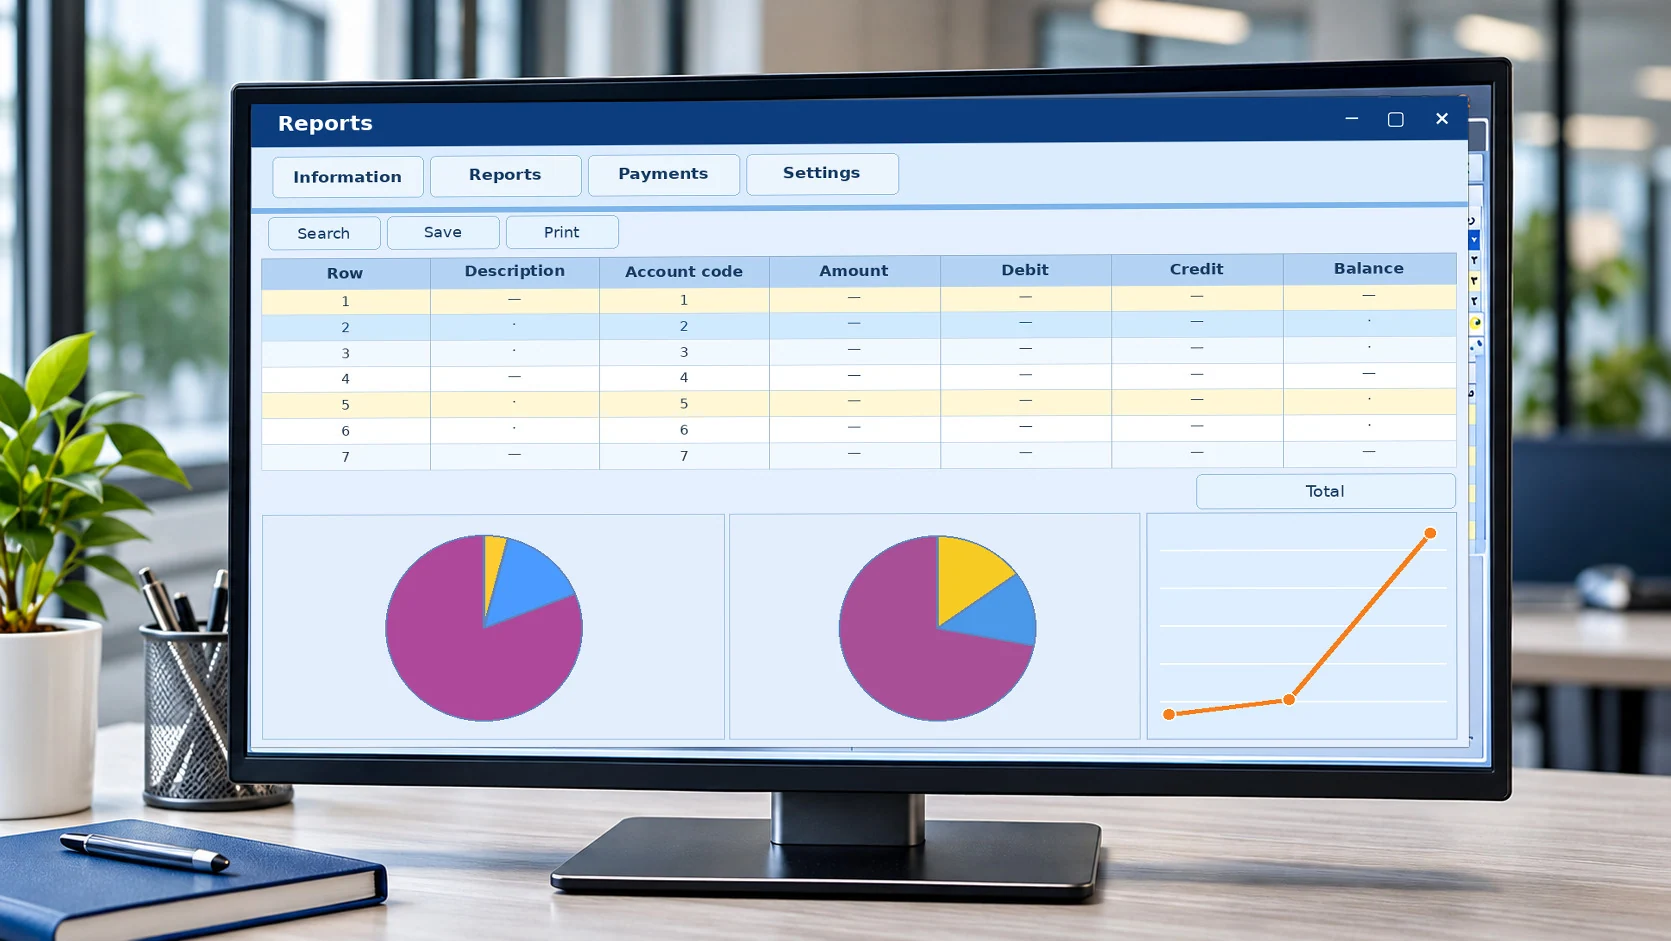 Reports
Information Reports Payments Settings
Search Save Print
Row Description Account code Amount Debit Credit Balance
1 — 1 — — — —
2 · 2 — — — ·
3 · 3 — — — ·
4 — 4 — — — —
5 · 5 — — — ·
6 · 6 — — — ·
7 — 7 — — — —
Total